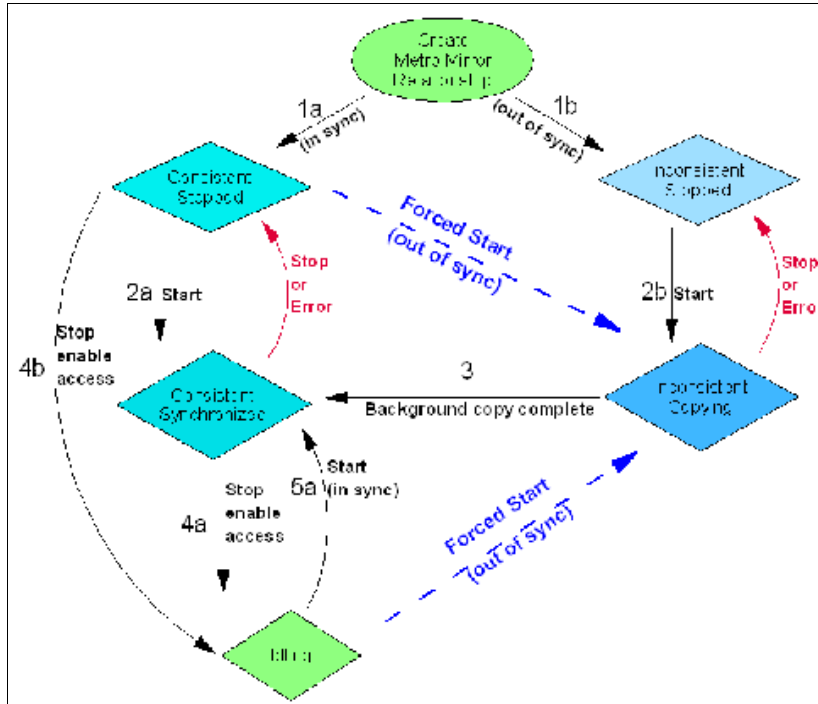 Create
Metro Mirror
Relationship
1a
(in sync)
1b
(out of sync)
Consistent
Stopped
Inconsistent
Stopped
Forced Start
(out of sync)
Stop
or
Error
2a Start
2b Start
Stop
or
Erro
4b
Stop
enable
access
3
Background copy complete
Consistent
Synchronized
Inconsistent
Copying
5a
Start
(in sync)
4a
Stop
enable
access
Forced Start
(out of sync)
Idling